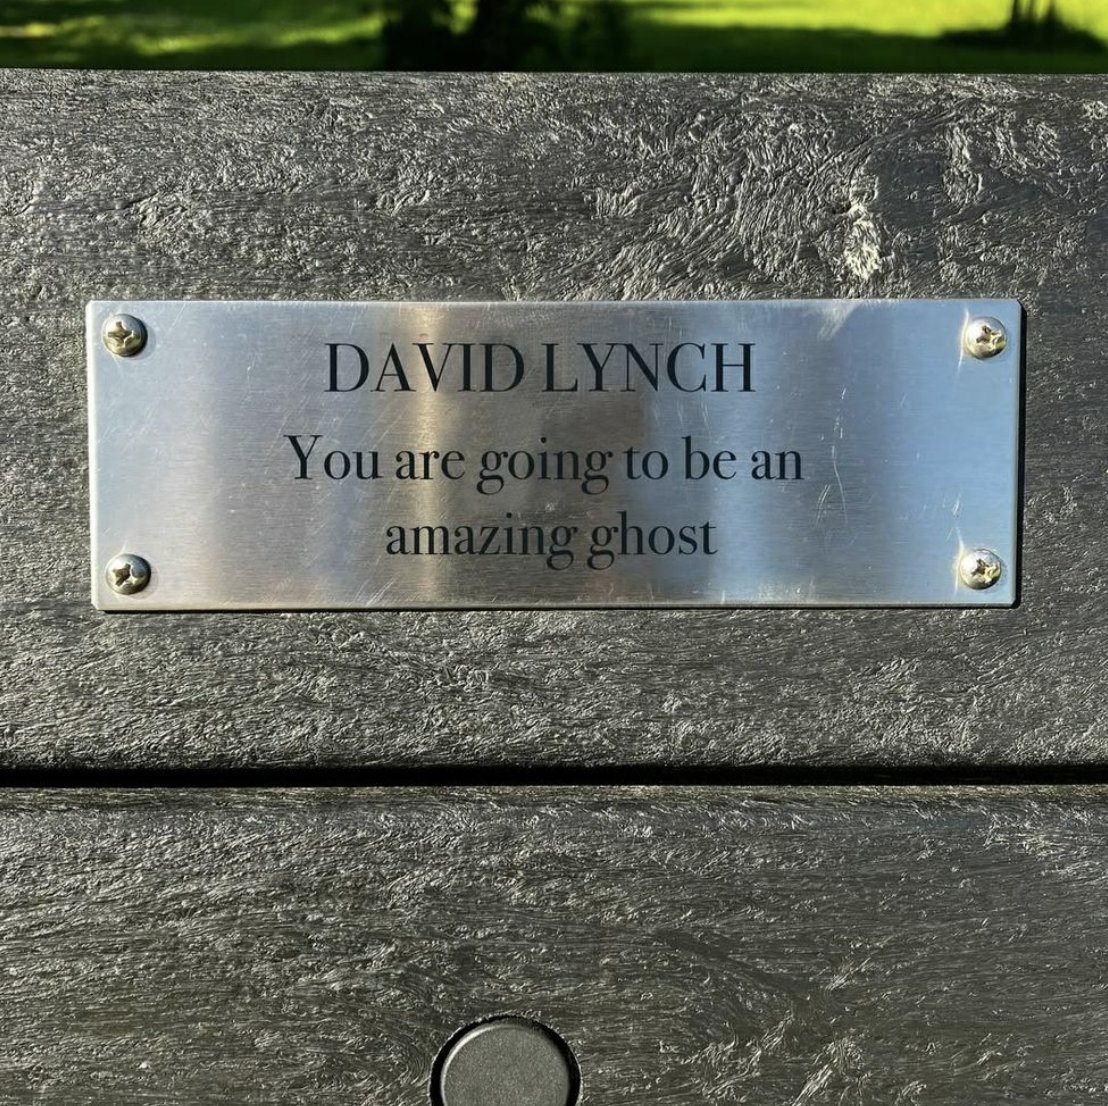 DAVID LYNCH
You are going to be an
amazing ghost